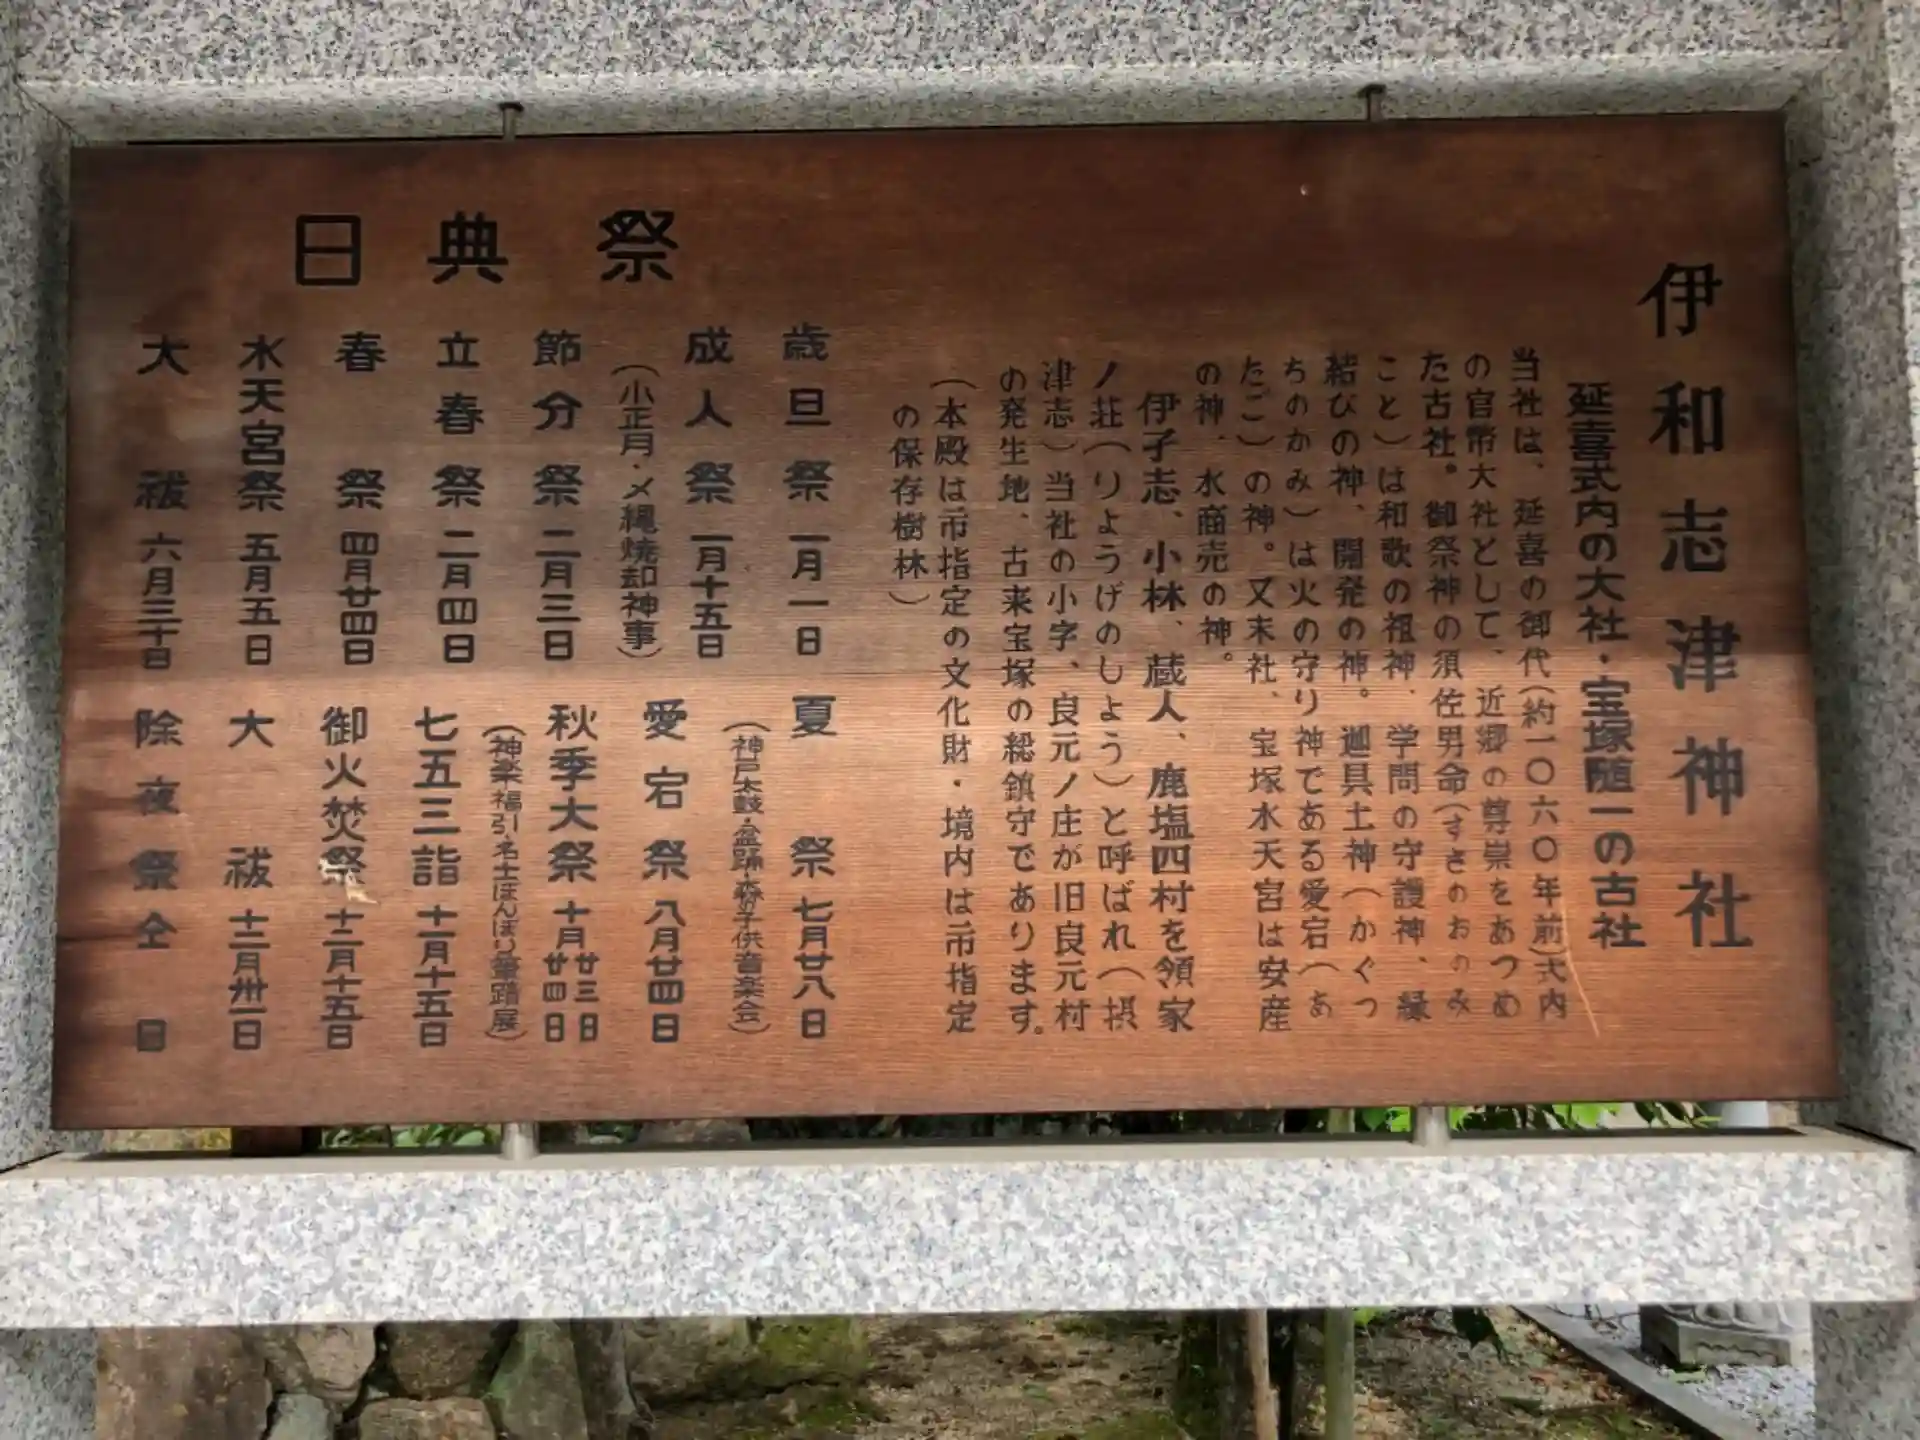 伊和志津神社
延喜式内の大社・宝塚随一の古社
当社は、延喜の御代(約一〇六〇年前)式内
の官幣大社として、近郷の尊崇をあつめ
た古社。御祭神の須佐男命(すさのおのみ
こと)は和歌の祖神、学問の守護神、縁
結びの神、開発の神。迦具土神(かぐつ
ちのかみ)は火の守り神である愛宕(あ
たご)の神。又末社、宝塚水天宮は安産
の神、水商売の神。
伊孑志、小林、蔵人、鹿塩四村を領家
ノ荘(りょうげのしょう)と呼ばれ(摂
津志)当社の小字、良元ノ庄が旧良元村
の発生地、古来宝塚の総鎮守であります。
(本殿は市指定の文化財・境内は市指定
の保存樹林)
祭典日
歳旦祭 一月一日
成人祭 一月十五日
(小正月・〆縄焼却神事)
節分祭 二月三日
立春祭 二月四日
春祭 四月廿四日
水天宮祭 五月五日
大祓 六月三十日
夏祭 七月廿八日
(神戸太鼓・盆踊・森の子供音楽会)
愛宕祭 八月廿四日
秋季大祭 十月廿三日廿四日
(神楽・福引・名士ぼんぼり筆蹟展)
七五三詣 十一月十五日
御火焚祭 十二月十五日
大祓 十二月卅一日
除夜祭 仝日